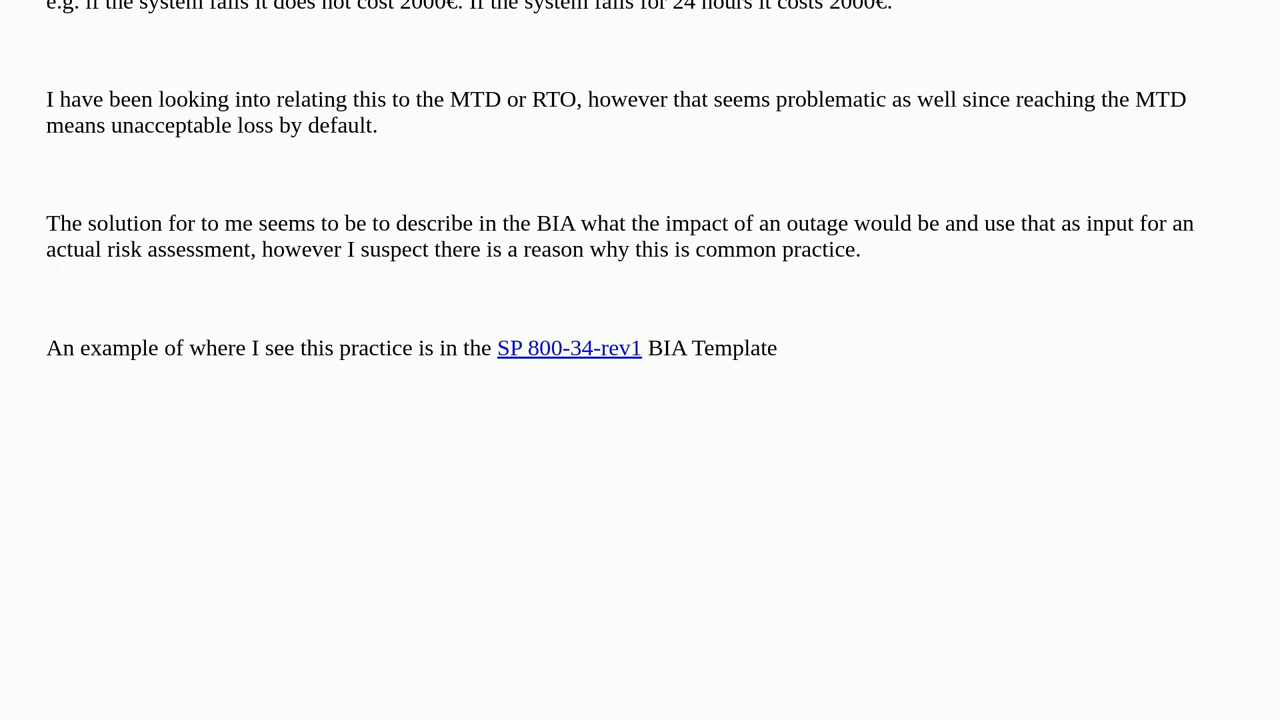 e.g. if the system fails it does not cost 2000€. If the system fails for 24 hours it costs 2000€.
I have been looking into relating this to the MTD or RTO, however that seems problematic as well since reaching the MTD
means unacceptable loss by default.
The solution for to me seems to be to describe in the BIA what the impact of an outage would be and use that as input for an
actual risk assessment, however I suspect there is a reason why this is common practice.
An example of where I see this practice is in the SP 800-34-rev1 BIA Template